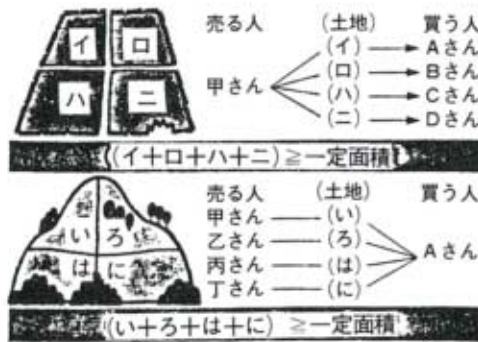 売る人 (土地) 買う人
イ ロ ハ ニ
甲さん
(イ) Aさん
(ロ) Bさん
(ハ) Cさん
(ニ) Dさん
(イ+ロ+ハ+ニ)≧一定面積
売る人 (土地) 買う人
い ろ は に
甲さん (い)
乙さん (ろ)
丙さん (は)
丁さん (に)
Aさん
(い+ろ+は+に) ≧一定面積